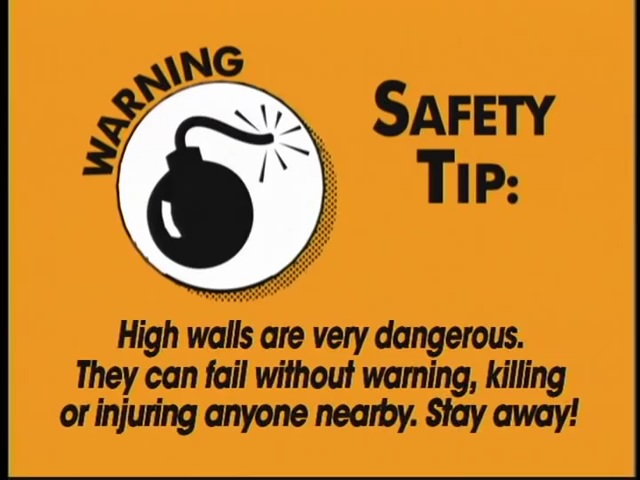 WARNING
SAFETY
TIP:
High walls are very dangerous.
They can fail without warning, killing
or injuring anyone nearby. Stay away!